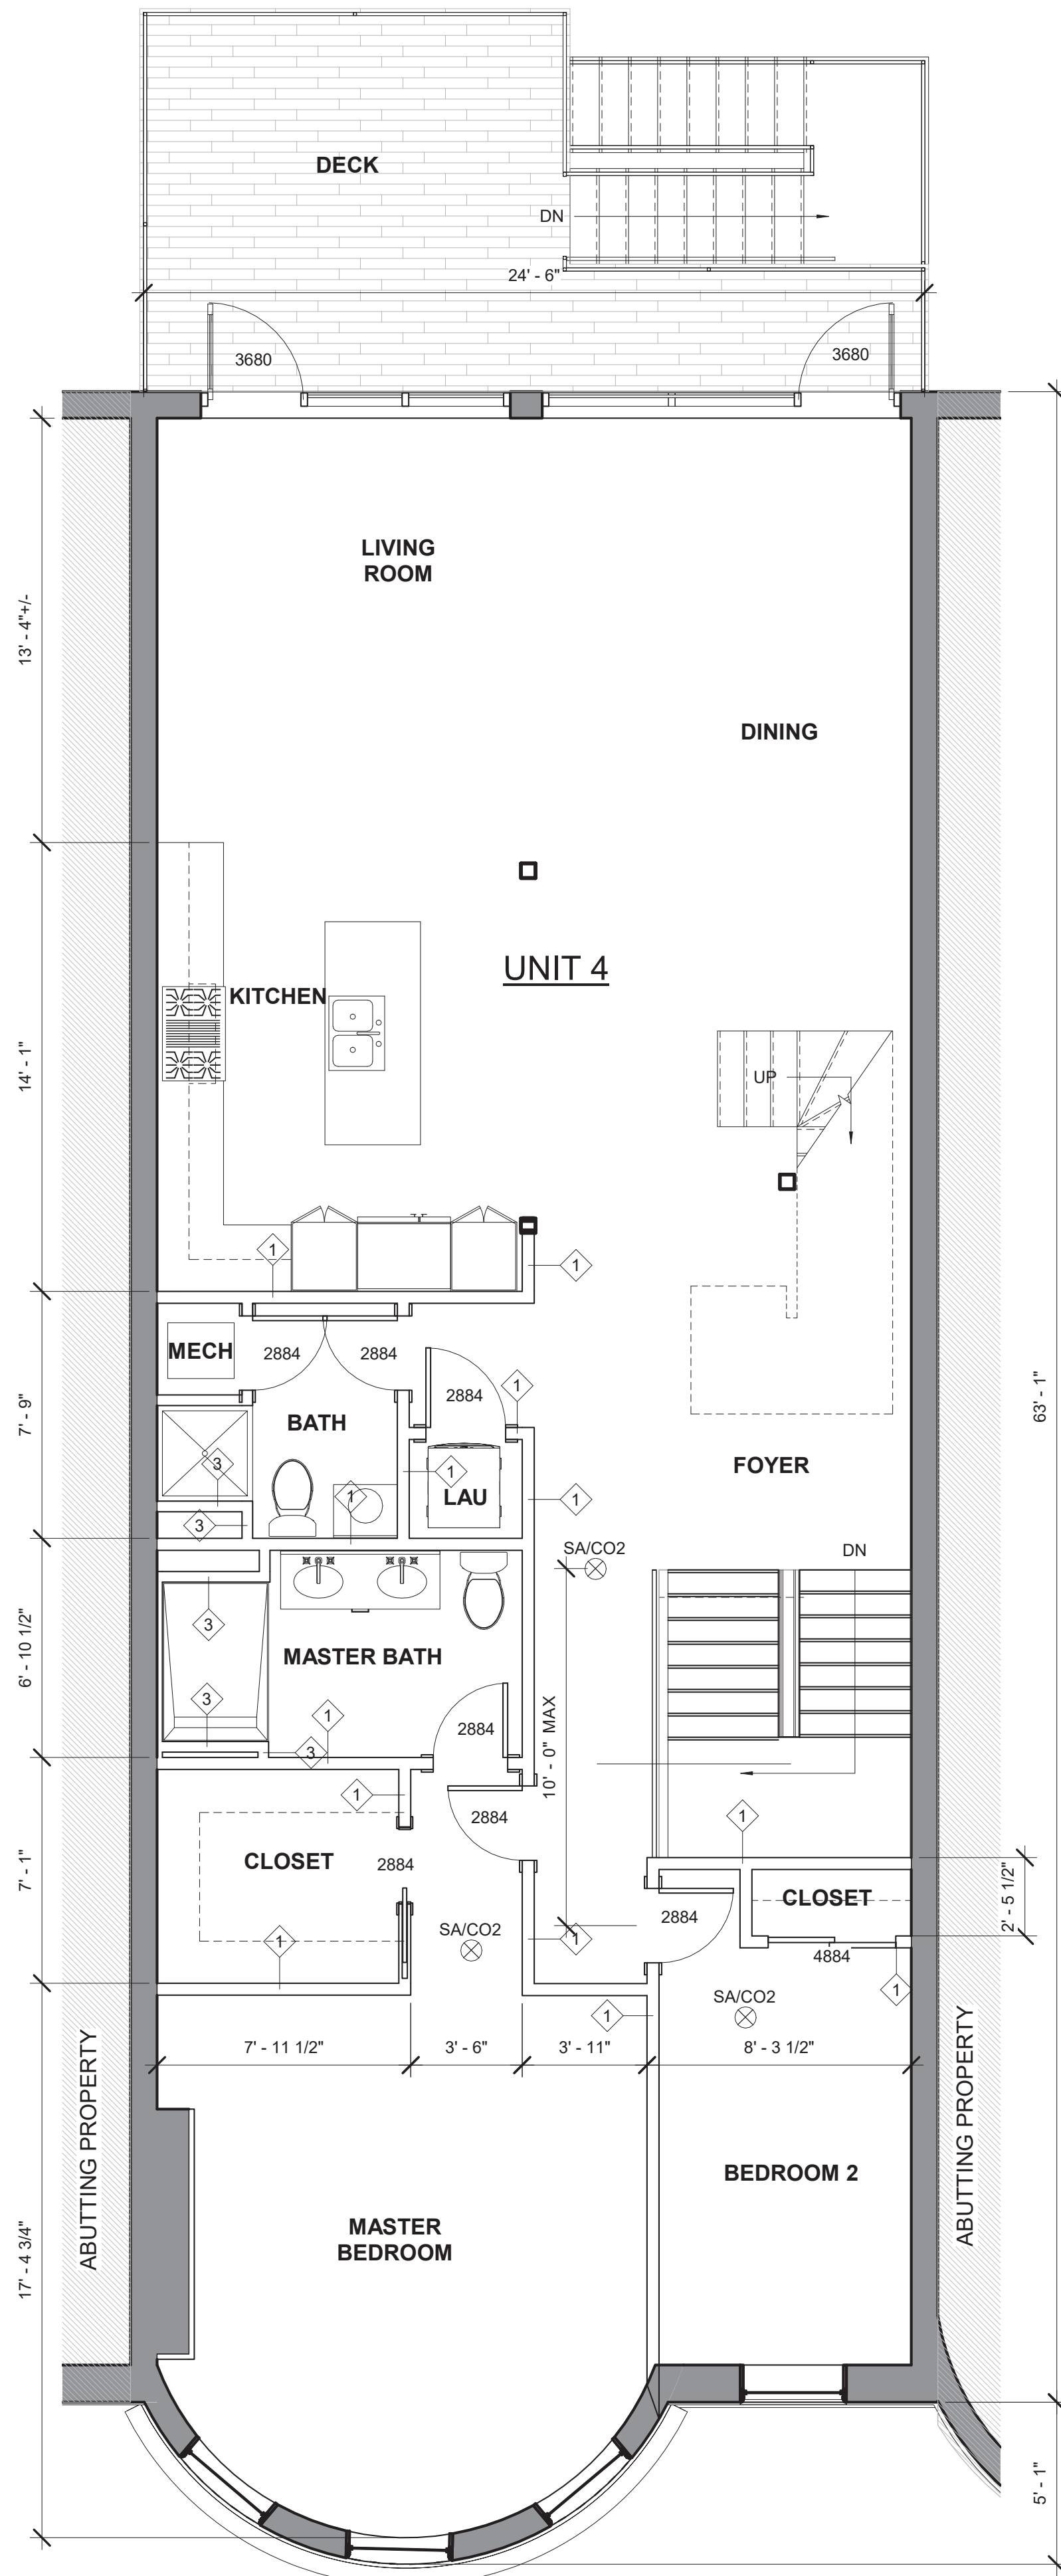 DECK
DN
24' - 6"
3680
3680
LIVING
ROOM
13' - 4"+/-
DINING
UNIT 4
KITCHEN
14' - 1"
UP
1
1
MECH
2884
2884
2884
1
7' - 9"
63' - 1"
BATH
FOYER
3
1
1
LAU
1
3
SA/CO2
DN
3
6' - 10 1/2"
MASTER BATH
3
1
2884
10' - 0" MAX
3
1
2884
1
7' - 1"
CLOSET
2884
CLOSET
2' - 5 1/2"
2884
SA/CO2
1
1
4884
1
SA/CO2
1
7' - 11 1/2"
3' - 6"
3' - 11"
8' - 3 1/2"
ABUTTING PROPERTY
ABUTTING PROPERTY
BEDROOM 2
MASTER
BEDROOM
17' - 4 3/4"
5' - 1"